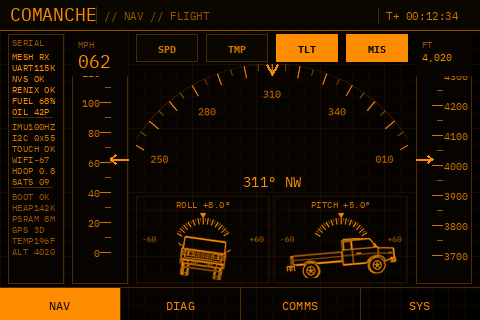 COMANCHE // NAV // FLIGHT T+ 00:12:34
SERIAL
MESH RX
UART115K
NVS OK
RENIX OK
FUEL 68%
OIL 42P
IMU100HZ
I2C 0x55
TOUCH OK
WIFI-67
HDOP 0.8
SATS 09
BOOT OK
HEAP142K
PSRAM 8M
GPS 3D
TEMP196F
ALT 4020
MPH
062
100
80
60
40
20
0
SPD TMP TLT MIS
250 280 310 340 010
311° NW
ROLL +8.0°
-60 +60
PITCH +5.0°
-60 +60
FT
4,020
4300
4200
4100
4000
3900
3800
3700
NAV DIAG COMMS SYS